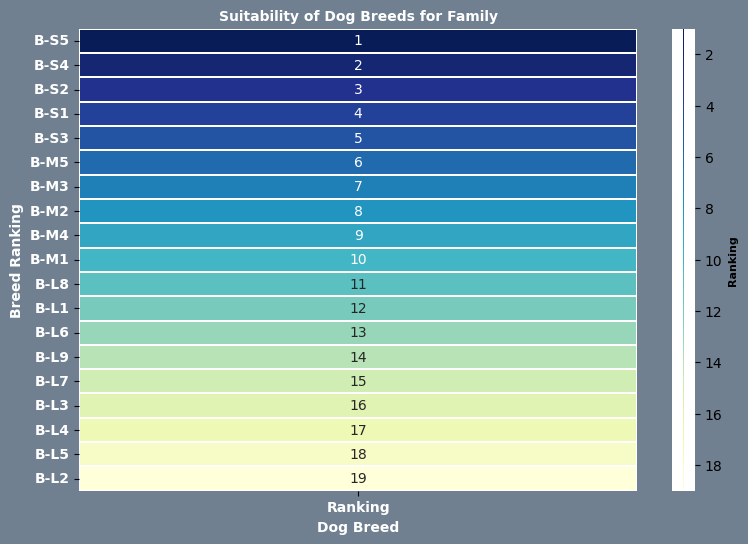 Suitability of Dog Breeds for Family
B-S5 1
B-S4 2
B-S2 3
B-S1 4
B-S3 5
B-M5 6
B-M3 7
B-M2 8
B-M4 9
B-M1 10
B-L8 11
B-L1 12
B-L6 13
B-L9 14
B-L7 15
B-L3 16
B-L4 17
B-L5 18
B-L2 19
Breed Ranking
Ranking
Dog Breed
2
4
6
8
10
12
14
16
18
Ranking